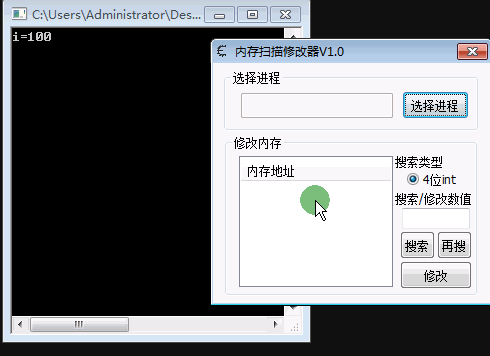 C:\Users\Administrator\Des...
i=100
内存扫描修改器V1.0
选择进程
选择进程
修改内存
内存地址
搜索类型
4位int
搜索/修改数值
搜索
再搜
修改